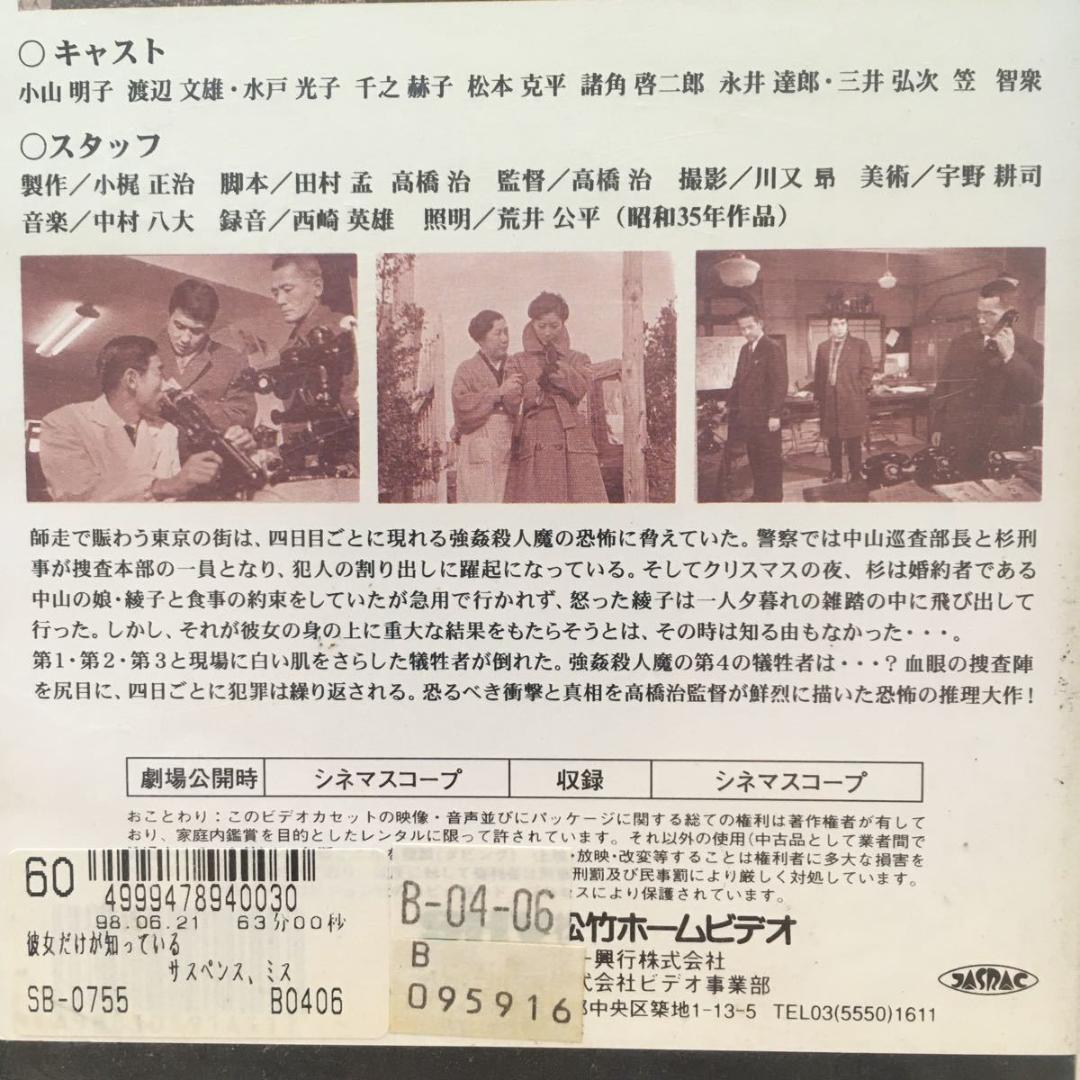 ○ キャスト
小山 明子 渡辺 文雄・水戸 光子 千之 赫子 松本 克平 諸角 啓二郎 永井 達郎・三井 弘次 笠 智衆
○スタッフ
製作／小梶 正治 脚本／田村 孟 高橋 治 監督／高橋 治 撮影／川又 昻 美術／宇野 耕司
音楽／中村 八大 録音／西崎 英雄 照明／荒井 公平（昭和35年作品）
師走で賑わう東京の街は、四日目ごとに現れる強姦殺人魔の恐怖に脅えていた。警察では中山巡査部長と杉刑
事が捜査本部の一員となり、犯人の割り出しに躍起になっている。そしてクリスマスの夜、杉は婚約者である
中山の娘・綾子と食事の約束をしていたが急用で行かれず、怒った綾子は一人夕暮れの雑踏の中に飛び出して
行った。しかし、それが彼女の身の上に重大な結果をもたらそうとは、その時は知る由もなかった・・・。
第1・第2・第3と現場に白い肌をさらした犠牲者が倒れた。強姦殺人魔の第4の犠牲者は・・・？血眼の捜査陣
を尻目に、四日ごとに犯罪は繰り返される。恐るべき衝撃と真相を高橋治監督が鮮烈に描いた恐怖の推理大作！
劇場公開時 シネマスコープ 収録 シネマスコープ
おことわり：このビデオカセットの映像・音声並びにパッケージに関する総ての権利は著作権者が有して
おり、家庭内鑑賞を目的としたレンタルに限って許されています。それ以外の使用(中古品として業者間で
・放映・改変等することは権利者に多大な損害を
刑罰及び民事罰により厳しく対処しています。
スにより保護されています。
60
4999478940030
98.06.21 63分00秒
彼女だけが知っている
サスペンス、ミス
SB-0755 B0406
B-04-06
B
095916
竹ホームビデオ
興行株式会社
式会社ビデオ事業部
中央区築地1-13-5 TEL03(5550)1611
JASRAC